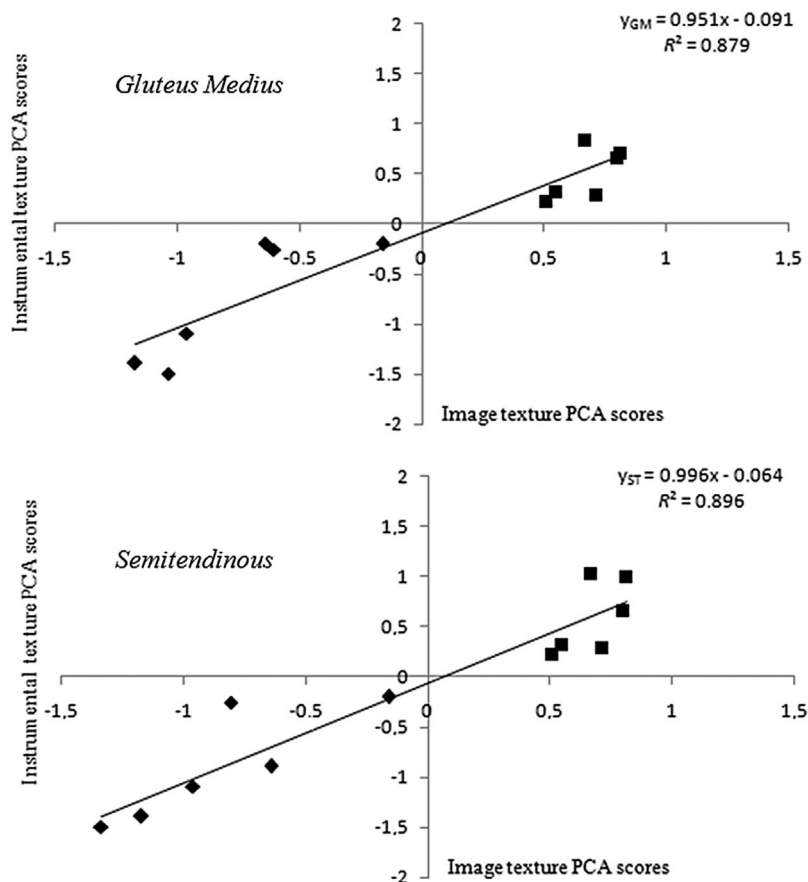 2
y_GM = 0.951x - 0.091
R² = 0.879
1,5
Gluteus Medius
1
0,5
0
-1,5 -1 -0,5 0 0,5 1 1,5
-0,5
-1
-1,5
-2
Instrum ental texture PCA scores
Image texture PCA scores
2
y_ST = 0.996x - 0.064
R² = 0.896
1,5
Semitendinous
1
0,5
0
-1,5 -1 -0,5 0 0,5 1 1,5
-0,5
-1
-1,5
-2
Instrum ental texture PCA scores
Image texture PCA scores